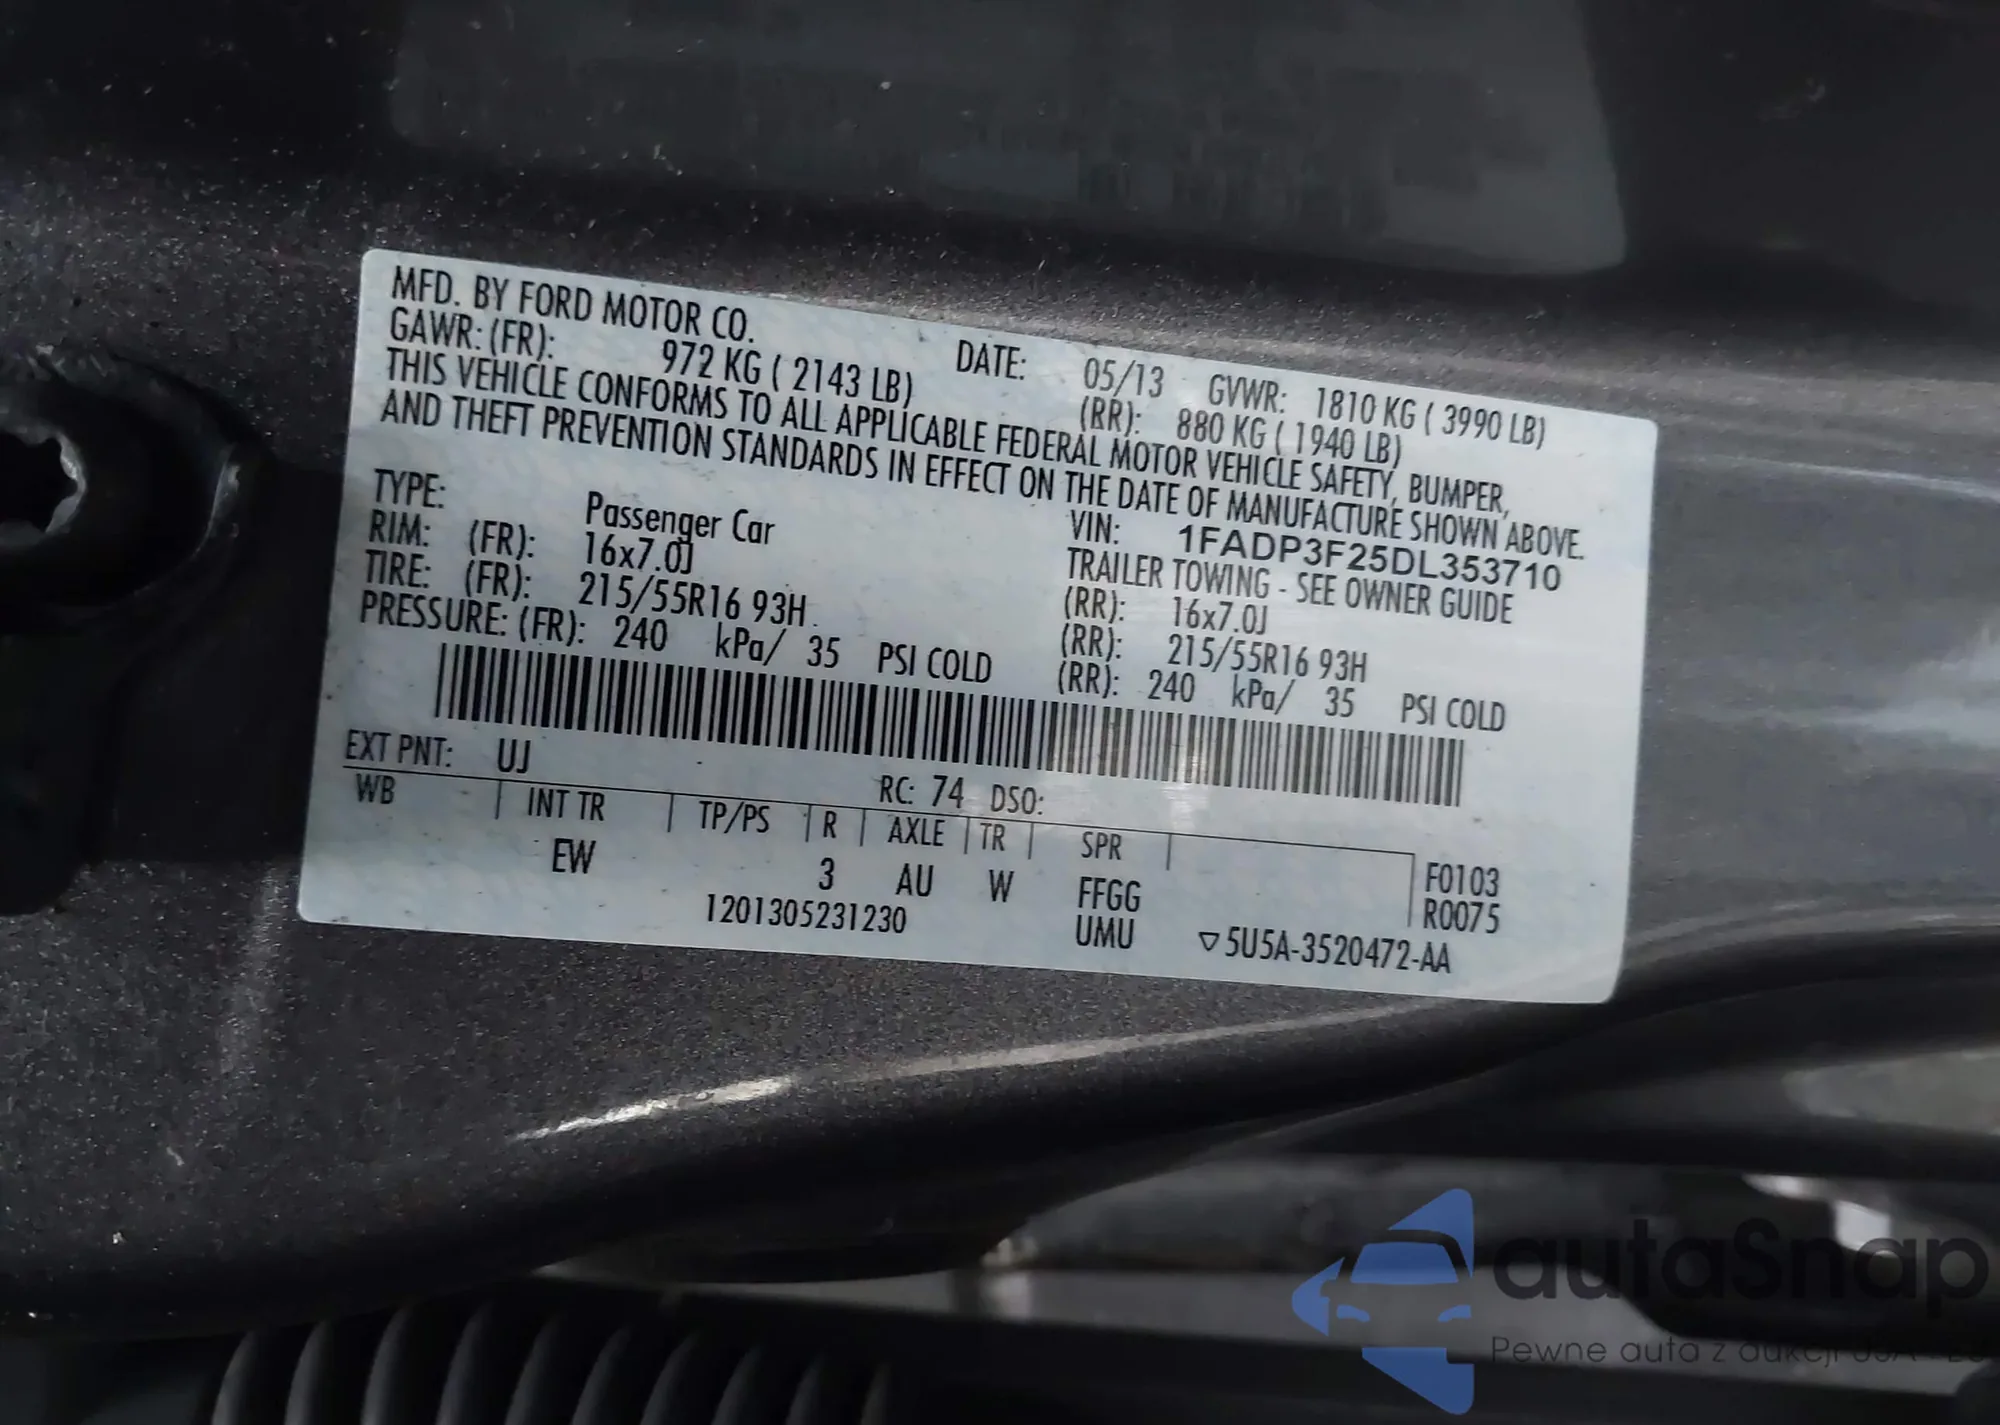 MFD. BY FORD MOTOR CO. DATE: 05/13 GVWR: 1810 KG ( 3990 LB)
GAWR: (FR): 972 KG ( 2143 LB) (RR): 880 KG ( 1940 LB)
THIS VEHICLE CONFORMS TO ALL APPLICABLE FEDERAL MOTOR VEHICLE SAFETY, BUMPER,
AND THEFT PREVENTION STANDARDS IN EFFECT ON THE DATE OF MANUFACTURE SHOWN ABOVE.
VIN: 1FADP3F25DL353710
TYPE: Passenger Car TRAILER TOWING - SEE OWNER GUIDE
RIM: (FR): 16x7.0J (RR): 16x7.0J
TIRE: (FR): 215/55R16 93H (RR): 215/55R16 93H
PRESSURE: (FR): 240 kPa/ 35 PSI COLD (RR): 240 kPa/ 35 PSI COLD
EXT PNT: UJ RC: 74 DSO:
WB INT TR TP/PS R AXLE TR SPR F0103
EW 3 AU W FFGG R0075
1201305231230 UMU ▽5U5A-3520472-AA
autaSnap
Pewne auta z aukcji USA